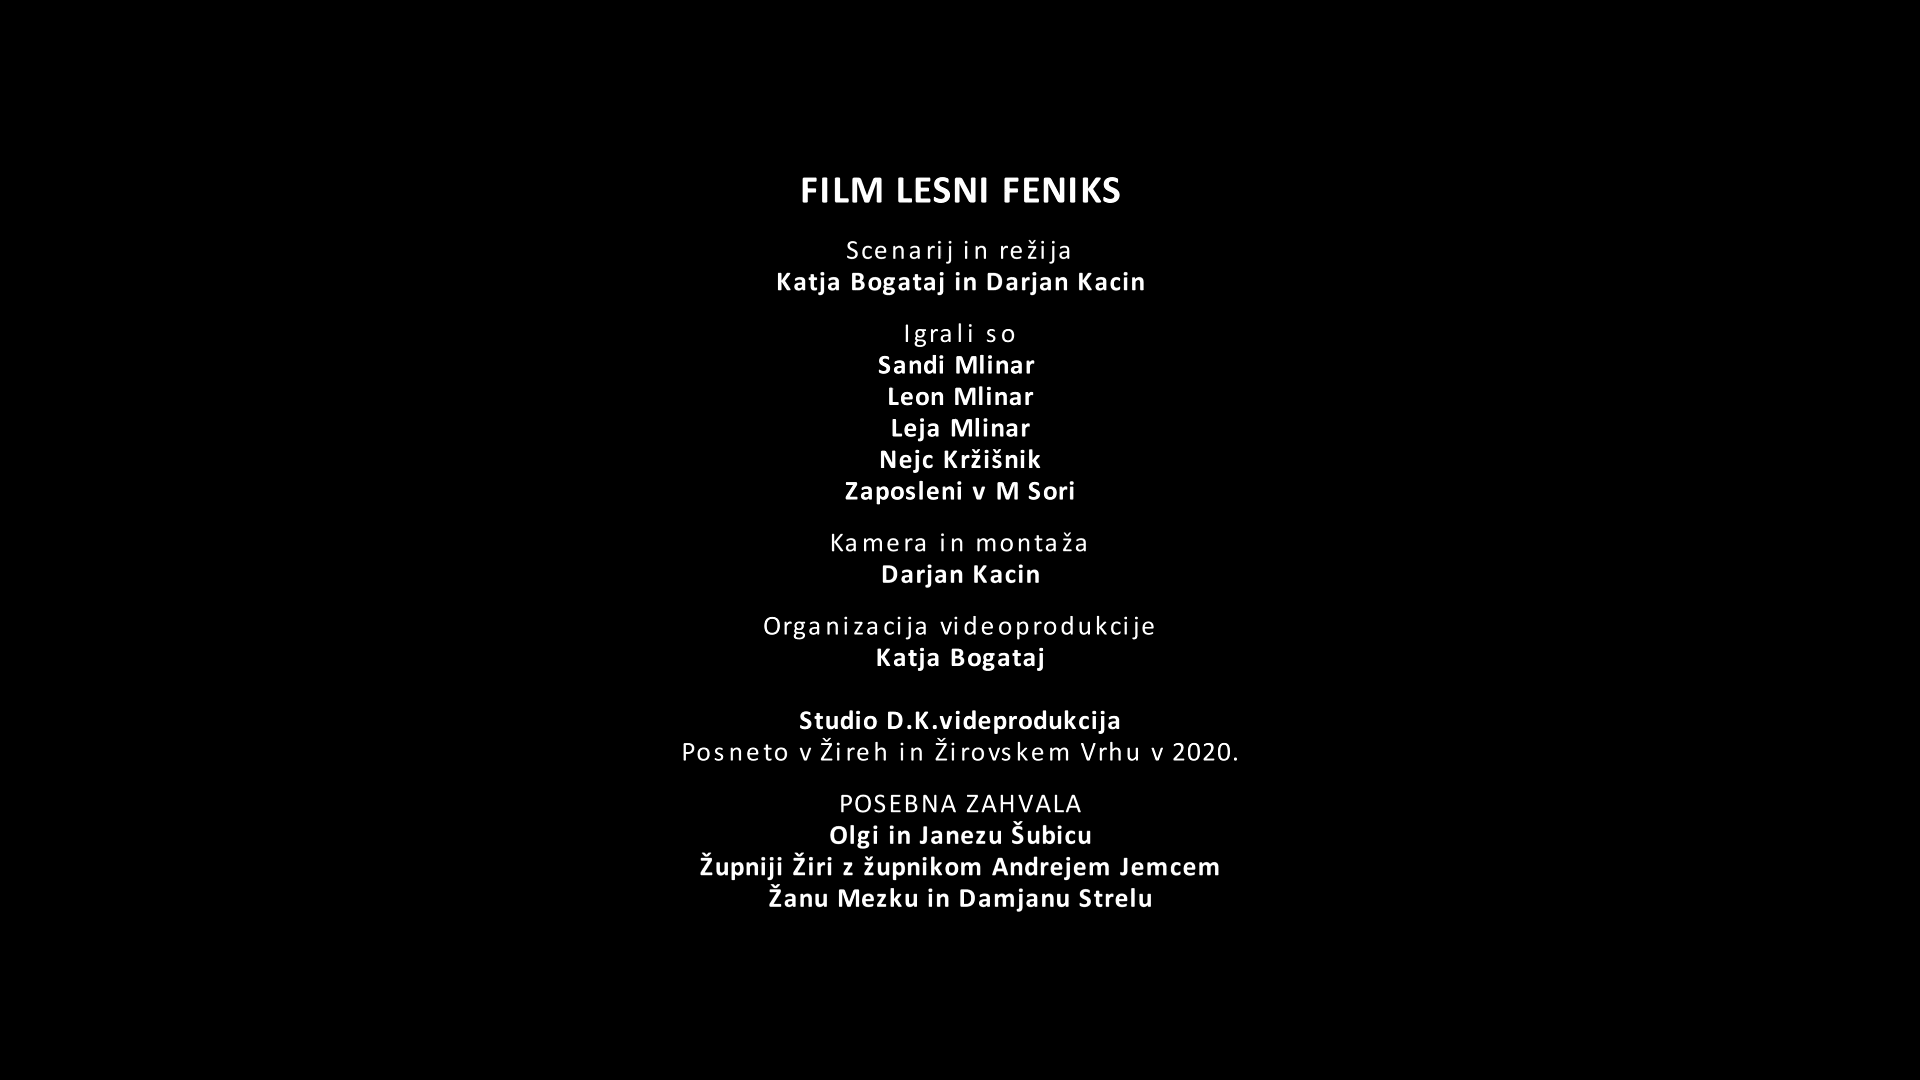 FILM LESNI FENIKS
Scenarij in režija
Katja Bogataj in Darjan Kacin
Igrali so
Sandi Mlinar
Leon Mlinar
Leja Mlinar
Nejc Kržišnik
Zaposleni v M Sori
Kamera in montaža
Darjan Kacin
Organizacija videoprodukcije
Katja Bogataj
Studio D.K.videprodukcija
Posneto v Žireh in Žirovskem Vrhu v 2020.
POSEBNA ZAHVALA
Olgi in Janezu Šubicu
Župniji Žiri z župnikom Andrejem Jemcem
Žanu Mezku in Damjanu Strelu